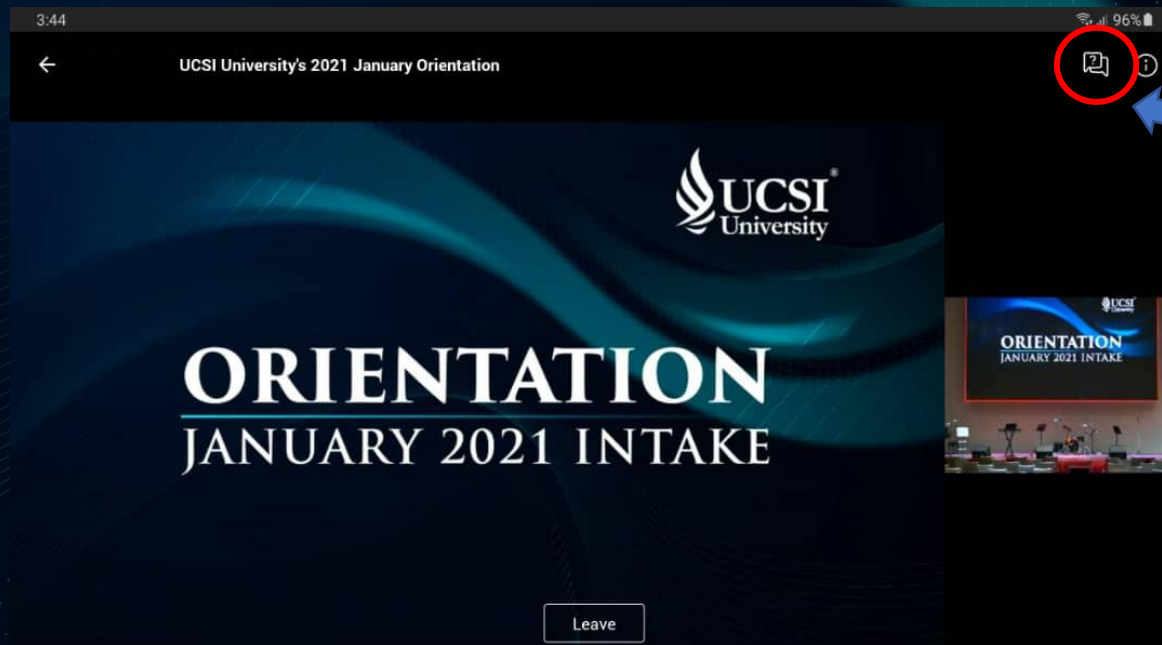 3:44
96%
UCSI University's 2021 January Orientation
?
i
UCSI®
University
ORIENTATION
JANUARY 2021 INTAKE
UCSI
University
ORIENTATION
JANUARY 2021 INTAKE
Leave